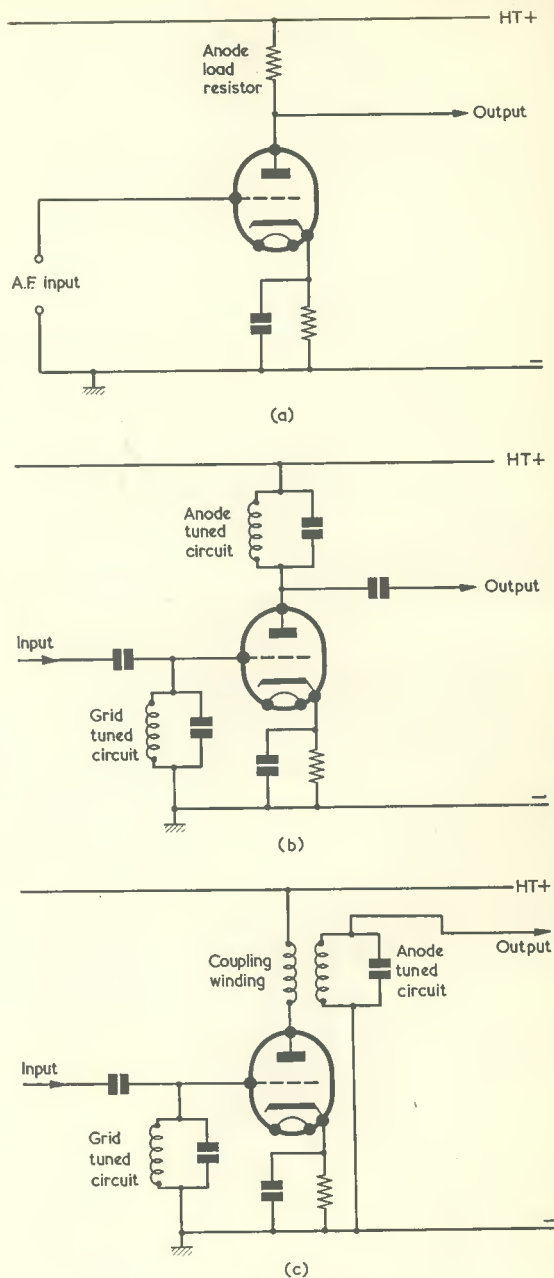 HT+
Anode
load
resistor
Output
A.F. input
−
(a)
HT+
Anode
tuned
circuit
Output
Input
Grid
tuned
circuit
−
(b)
HT+
Output
Coupling
winding
Anode
tuned
circuit
Input
Grid
tuned
circuit
−
(c)